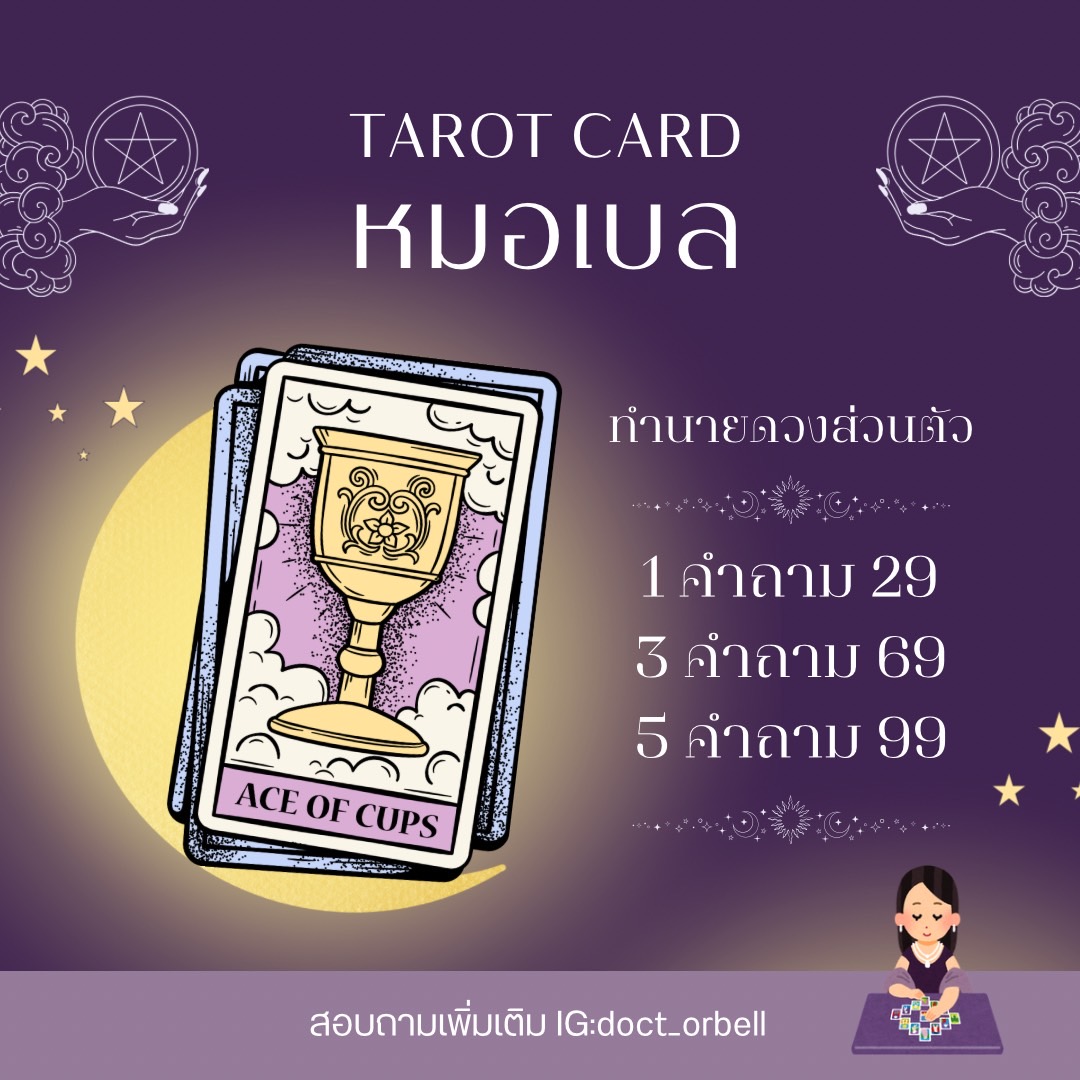 TAROT CARD
หมอเบล
ทำนายดวงส่วนตัว
1 คำถาม 29
3 คำถาม 69
5 คำถาม 99
ACE OF CUPS
สอบถามเพิ่มเติม IG:doct_orbell